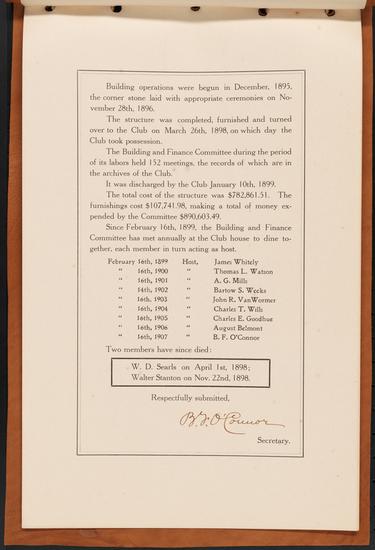 Building operations were begun in December, 1895,
the corner stone laid with appropriate ceremonies on No-
vember 28th, 1896.
The structure was completed, furnished and turned
over to the Club on March 26th, 1898, on which day the
Club took possession.
The Building and Finance Committee during the period
of its labors held 152 meetings, the records of which are in
the archives of the Club.
It was discharged by the Club January 10th, 1899.
The total cost of the structure was $782,861.51. The
furnishings cost $107,741.98, making a total of money ex-
pended by the Committee $890,603.49.
Since February 16th, 1899, the Building and Finance
Committee has met annually at the Club house to dine to-
gether, each member in turn acting as host.
February 16th, 1899 Host, James Whitely
" 16th, 1900 " Thomas L. Watson
" 16th, 1901 " A. G. Mills
" 14th, 1902 " Bartow S. Weeks
" 16th, 1903 " John R. VanWormer
" 16th, 1904 " Charles T. Wills
" 16th, 1905 " Charles E. Goodhue
" 16th, 1906 " August Belmont
" 16th, 1907 " B. F. O'Connor
Two members have since died:
W. D. Searls on April 1st, 1898;
Walter Stanton on Nov. 22nd, 1898.
Respectfully submitted,
B. F. O'Connor
Secretary.